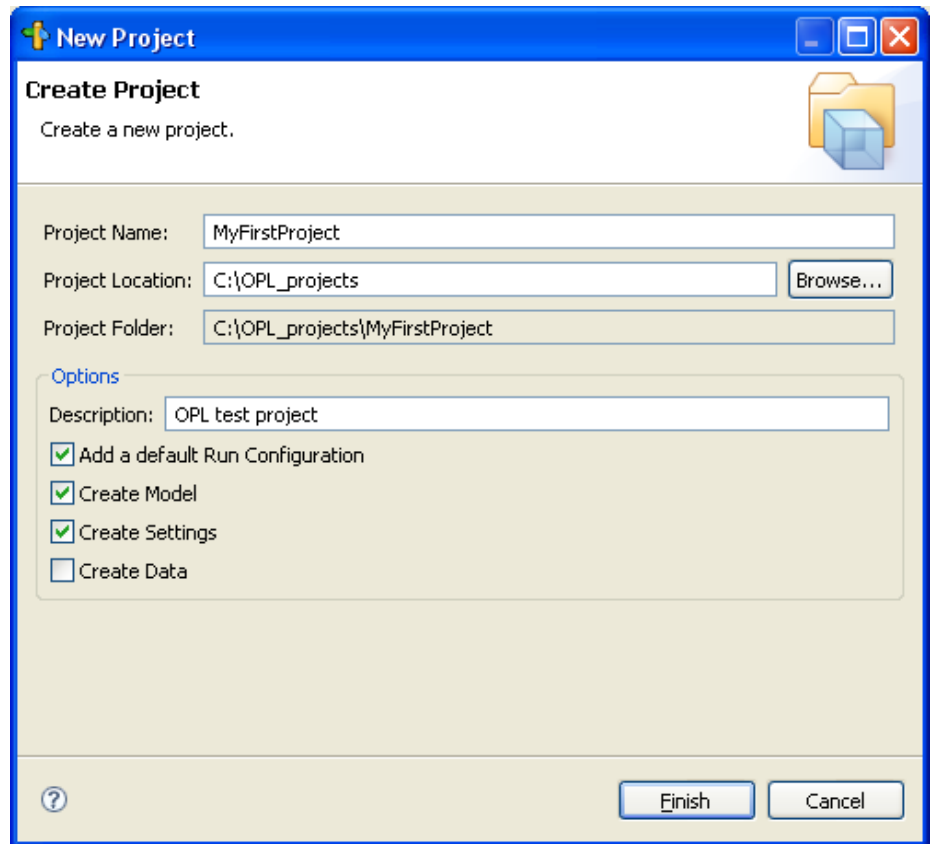 New Project
Create Project
Create a new project.
Project Name: MyFirstProject
Project Location: C:\OPL_projects Browse...
Project Folder: C:\OPL_projects\MyFirstProject
Options
Description: OPL test project
Add a default Run Configuration
Create Model
Create Settings
Create Data
? Finish Cancel